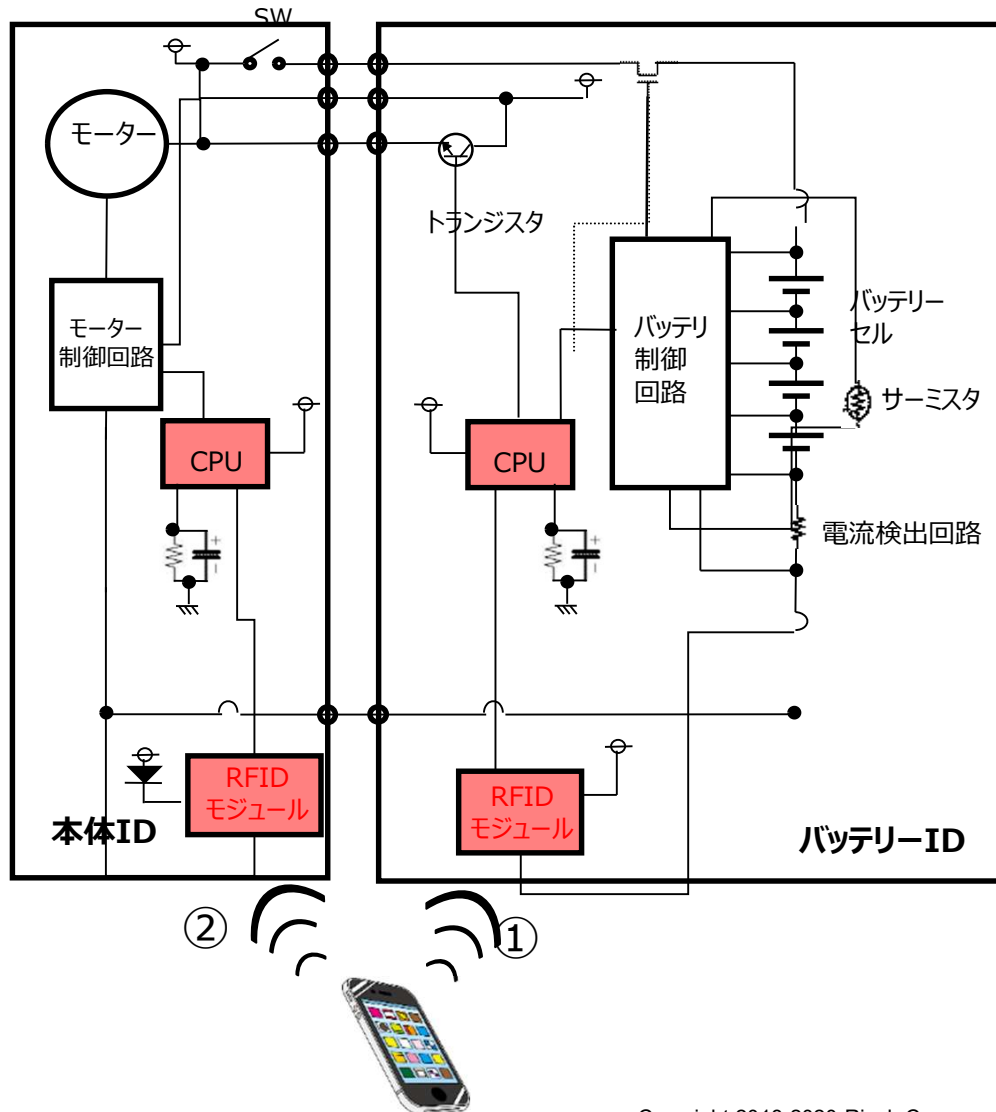 SW
モーター
トランジスタ
モーター
制御回路
バッテリ
制御
回路
バッテリー
セル
サーミスタ
CPU
CPU
電流検出回路
+
-
+
-
RFID
モジュール
本体ID
RFID
モジュール
バッテリーID
②
①